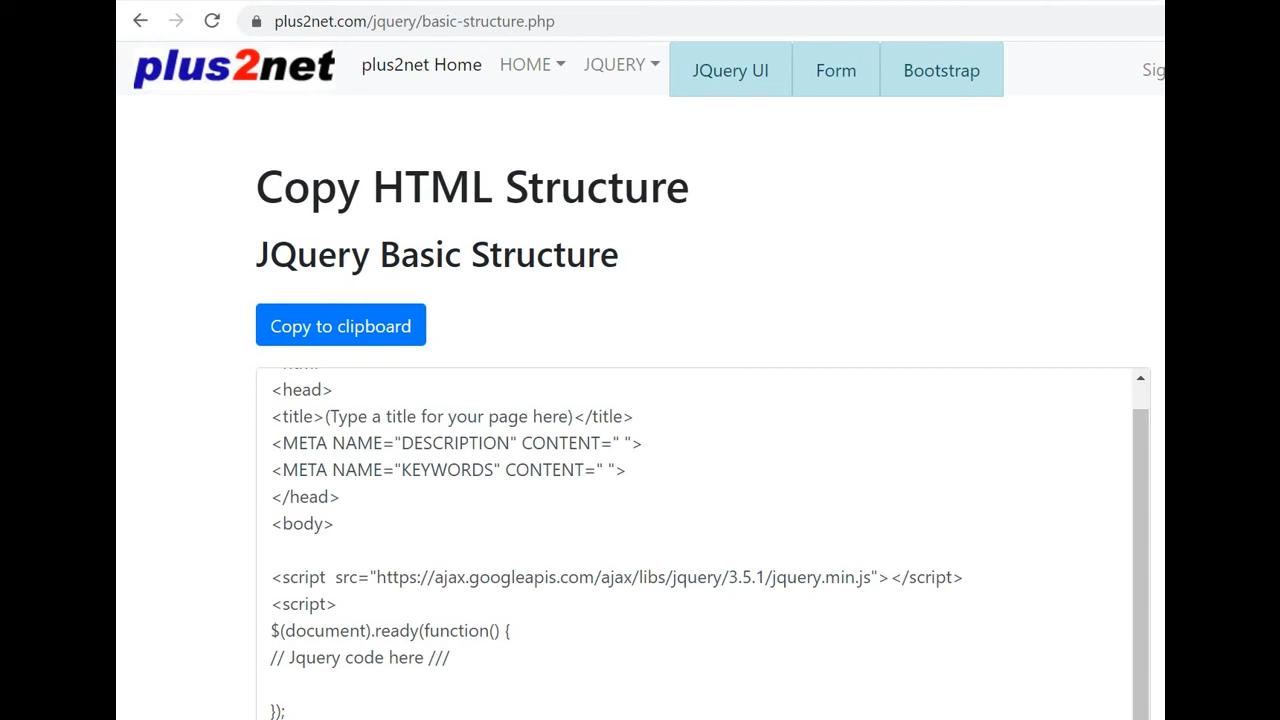 plus2net.com/jquery/basic-structure.php
plus2net plus2net Home HOME JQUERY JQuery UI Form Bootstrap Sig
Copy HTML Structure
JQuery Basic Structure
Copy to clipboard
<head>
<title>(Type a title for your page here)</title>
<META NAME="DESCRIPTION" CONTENT=" ">
<META NAME="KEYWORDS" CONTENT=" ">
</head>
<body>
<script  src="https://ajax.googleapis.com/ajax/libs/jquery/3.5.1/jquery.min.js"></script>
<script>
$(document).ready(function() {
// Jquery code here ///
});